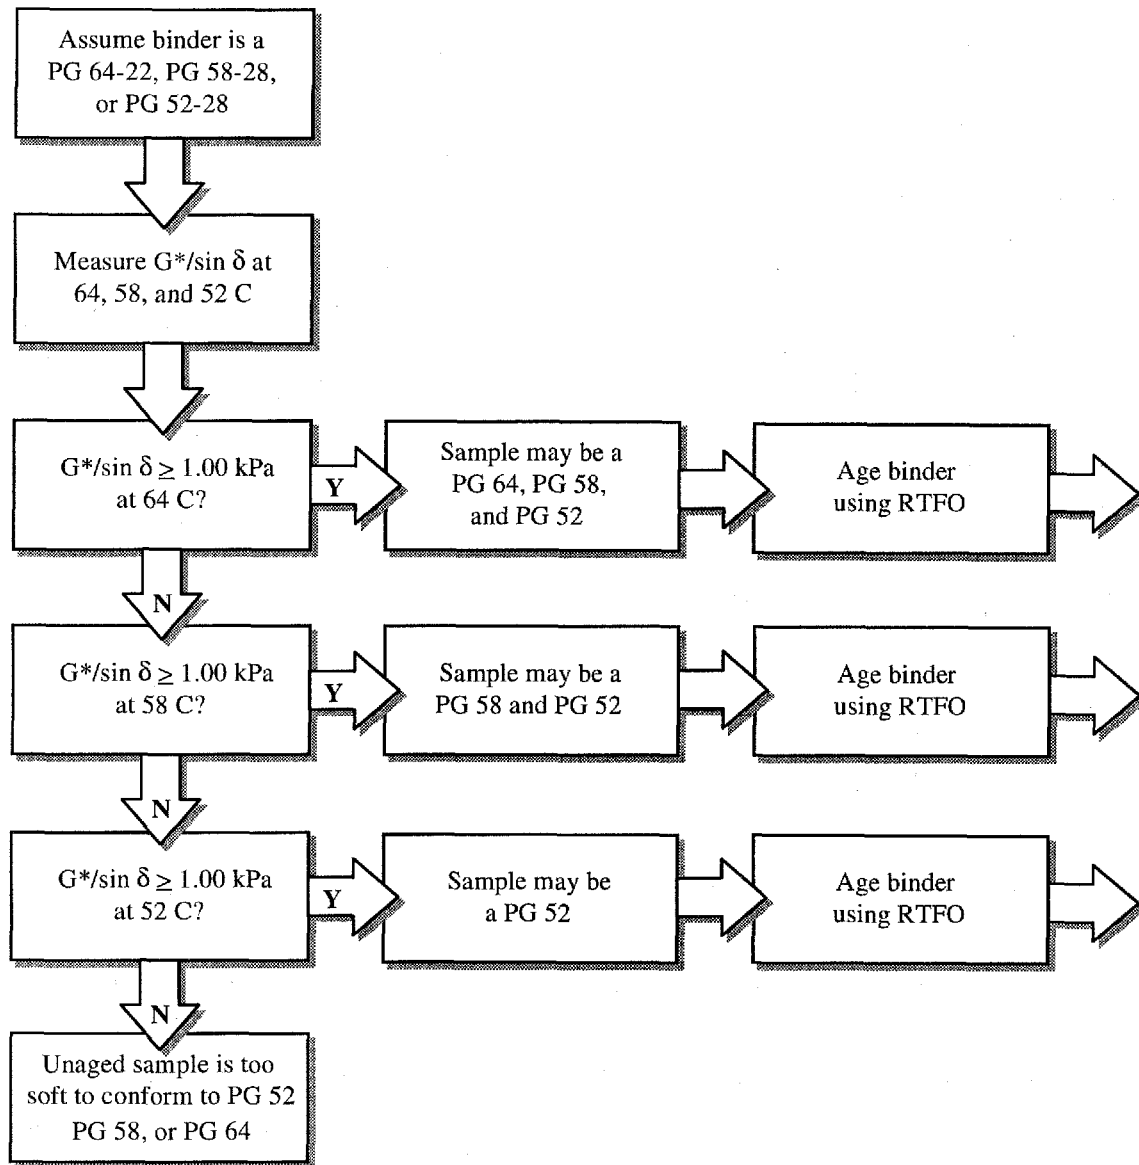 Assume binder is a
PG 64-22, PG 58-28,
or PG 52-28
Measure G*/sin δ at
64, 58, and 52 C
G*/sin δ ≥ 1.00 kPa
at 64 C?
Y
Sample may be a
PG 64, PG 58,
and PG 52
Age binder
using RTFO
N
G*/sin δ ≥ 1.00 kPa
at 58 C?
Y
Sample may be a
PG 58 and PG 52
Age binder
using RTFO
N
G*/sin δ ≥ 1.00 kPa
at 52 C?
Y
Sample may be
a PG 52
Age binder
using RTFO
N
Unaged sample is too
soft to conform to PG 52
PG 58, or PG 64